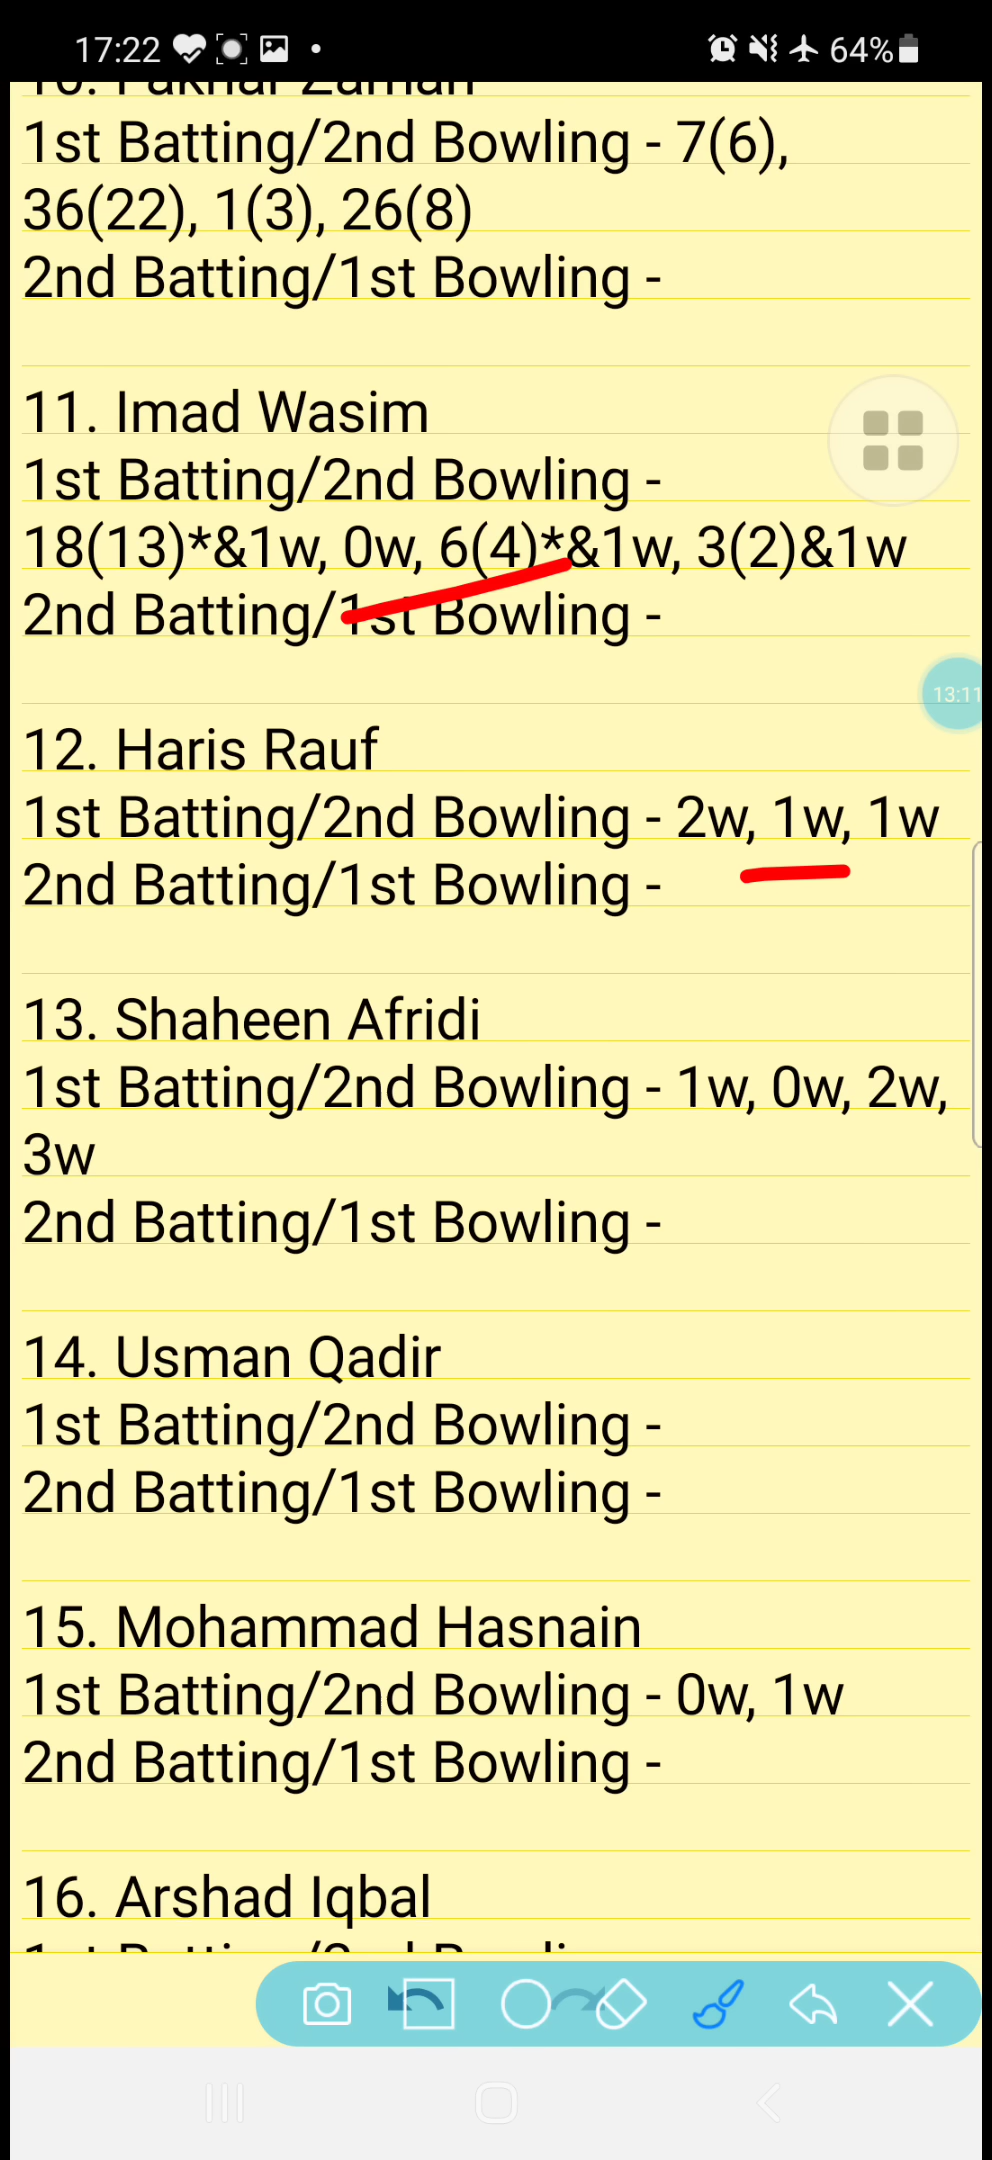 17:22
64%
10. Fakhar Zaman
1st Batting/2nd Bowling - 7(6),
36(22), 1(3), 26(8)
2nd Batting/1st Bowling -
11. Imad Wasim
1st Batting/2nd Bowling -
18(13)*&1w, 0w, 6(4)*&1w, 3(2)&1w
2nd Batting/1st Bowling -
13:11
12. Haris Rauf
1st Batting/2nd Bowling - 2w, 1w, 1w
2nd Batting/1st Bowling -
13. Shaheen Afridi
1st Batting/2nd Bowling - 1w, 0w, 2w,
3w
2nd Batting/1st Bowling -
14. Usman Qadir
1st Batting/2nd Bowling -
2nd Batting/1st Bowling -
15. Mohammad Hasnain
1st Batting/2nd Bowling - 0w, 1w
2nd Batting/1st Bowling -
16. Arshad Iqbal